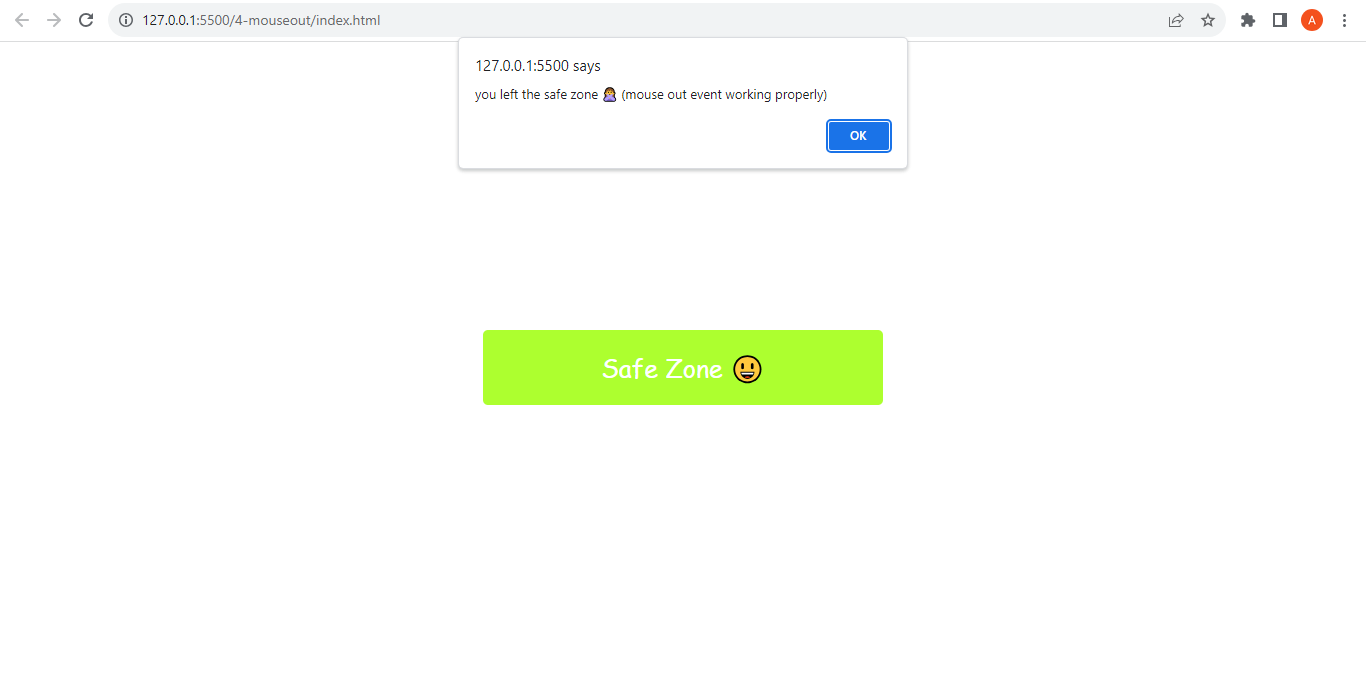 127.0.0.1:5500/4-mouseout/index.html
A
127.0.0.1:5500 says
you left the safe zone 🙍🏽‍♀️ (mouse out event working properly)
OK
Safe Zone 😃